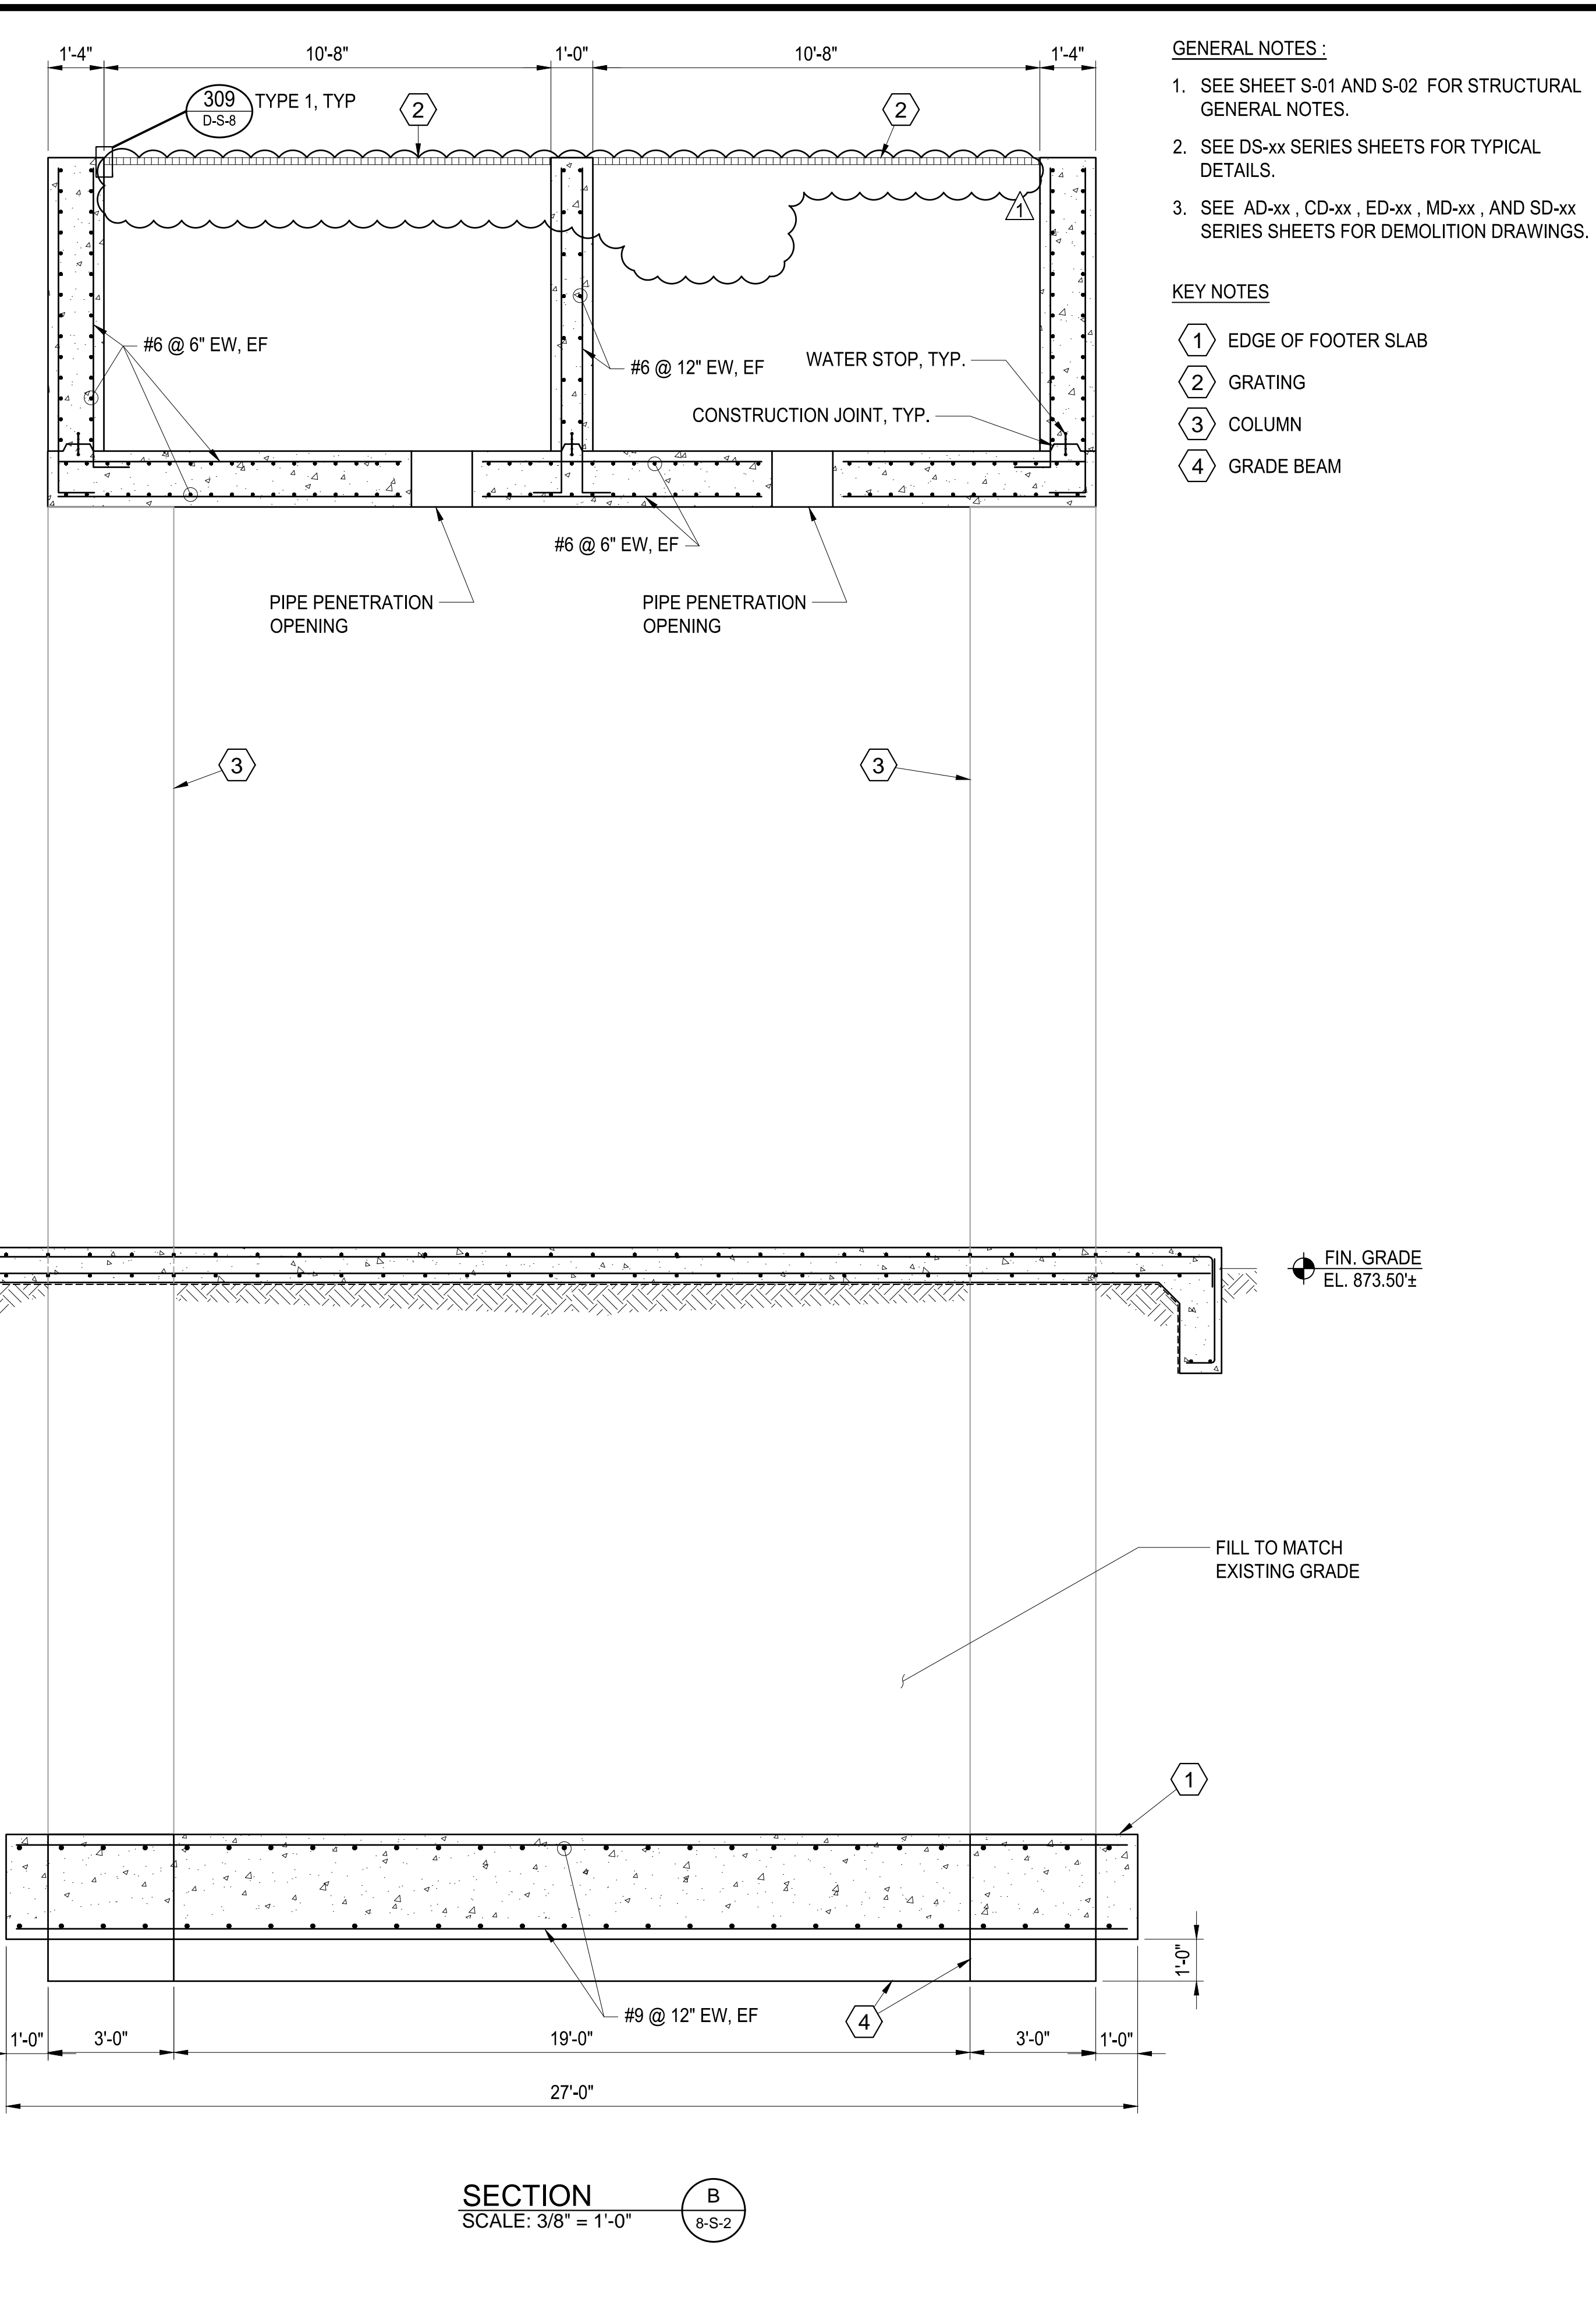 1'-4"
10'-8"
1'-0"
10'-8"
1'-4"
309
D-S-8
TYPE 1, TYP
2
2
1
#6 @ 6" EW, EF
#6 @ 12" EW, EF
WATER STOP, TYP.
CONSTRUCTION JOINT, TYP.
#6 @ 6" EW, EF
PIPE PENETRATION
OPENING
PIPE PENETRATION
OPENING
GENERAL NOTES :
1. SEE SHEET S-01 AND S-02 FOR STRUCTURAL
GENERAL NOTES.
2. SEE DS-xx SERIES SHEETS FOR TYPICAL
DETAILS.
3. SEE AD-xx , CD-xx , ED-xx , MD-xx , AND SD-xx
SERIES SHEETS FOR DEMOLITION DRAWINGS.
KEY NOTES
1 EDGE OF FOOTER SLAB
2 GRATING
3 COLUMN
4 GRADE BEAM
3
3
FIN. GRADE
EL. 873.50'±
FILL TO MATCH
EXISTING GRADE
1
1'-0"
#9 @ 12" EW, EF
4
1'-0"
3'-0"
19'-0"
3'-0"
1'-0"
27'-0"
SECTION
SCALE: 3/8" = 1'-0"
B
8-S-2